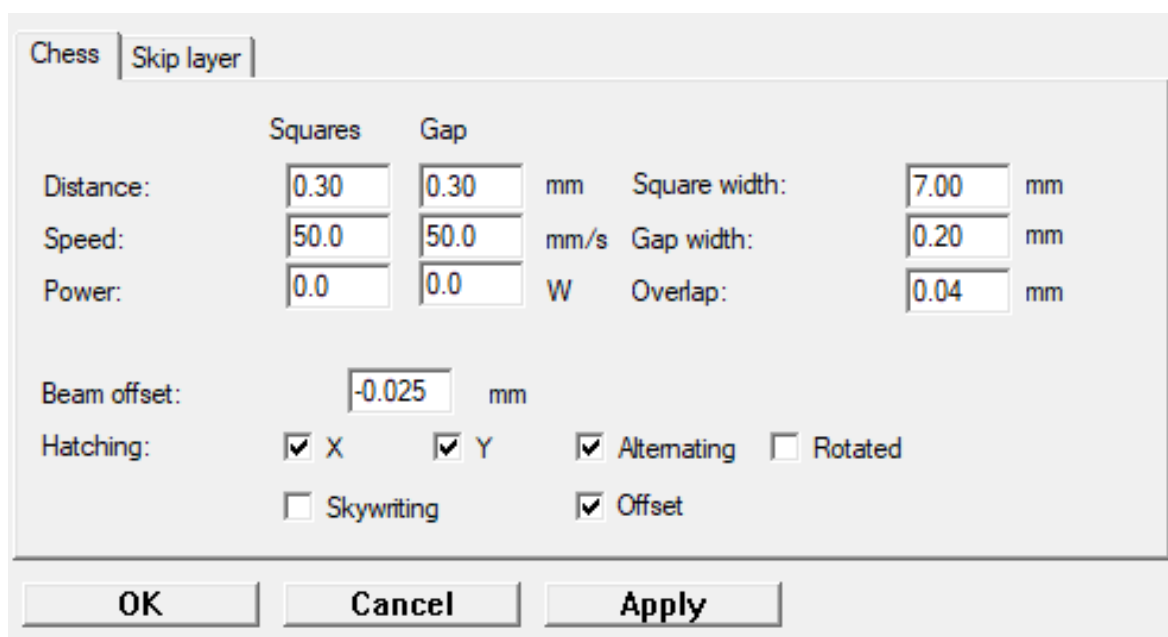 Chess Skip layer
Squares Gap
Distance: 0.30 0.30 mm Square width: 7.00 mm
Speed: 50.0 50.0 mm/s Gap width: 0.20 mm
Power: 0.0 0.0 W Overlap: 0.04 mm
Beam offset: -0.025 mm
Hatching: X Y Alternating Rotated
Skywriting Offset
OK Cancel Apply